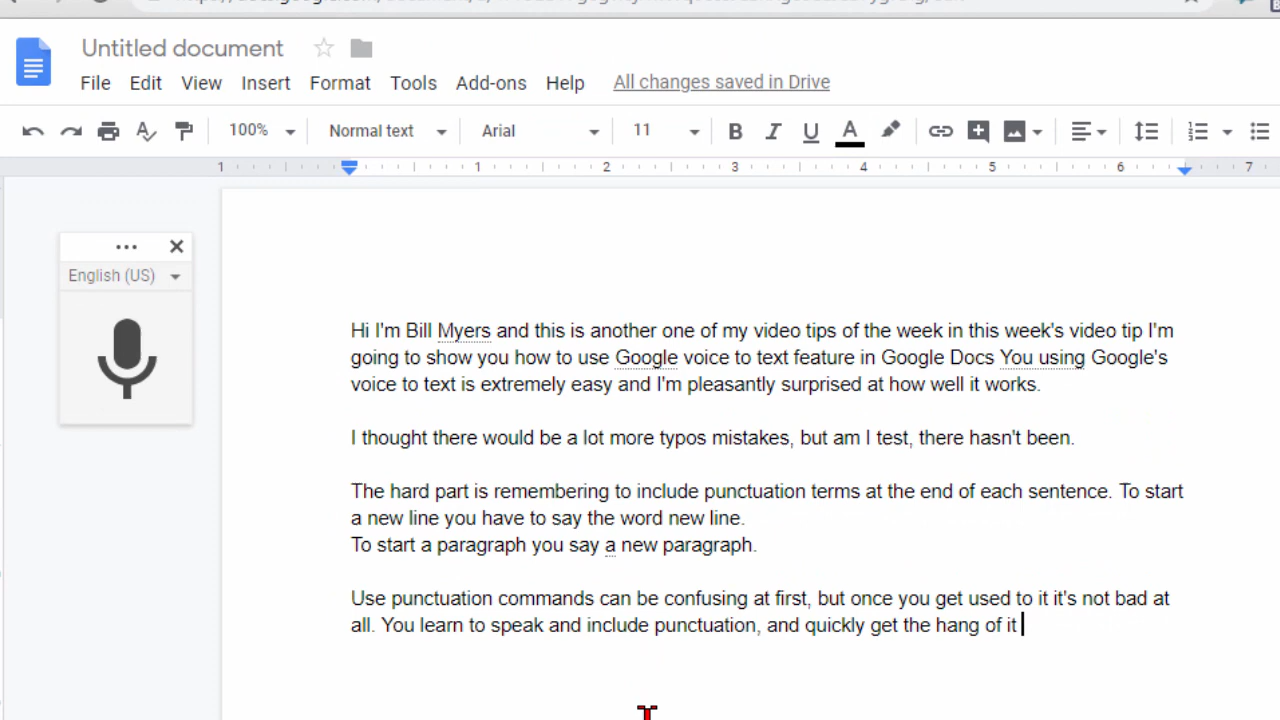 Untitled document
File Edit View Insert Format Tools Add-ons Help All changes saved in Drive
100% Normal text Arial 11 B I U A
1 1 2 3 4 5 6 7
English (US)
Hi I'm Bill Myers and this is another one of my video tips of the week in this week's video tip I'm
going to show you how to use Google voice to text feature in Google Docs You using Google's
voice to text is extremely easy and I'm pleasantly surprised at how well it works.
I thought there would be a lot more typos mistakes, but am I test, there hasn't been.
The hard part is remembering to include punctuation terms at the end of each sentence. To start
a new line you have to say the word new line.
To start a paragraph you say a new paragraph.
Use punctuation commands can be confusing at first, but once you get used to it it's not bad at
all. You learn to speak and include punctuation, and quickly get the hang of it